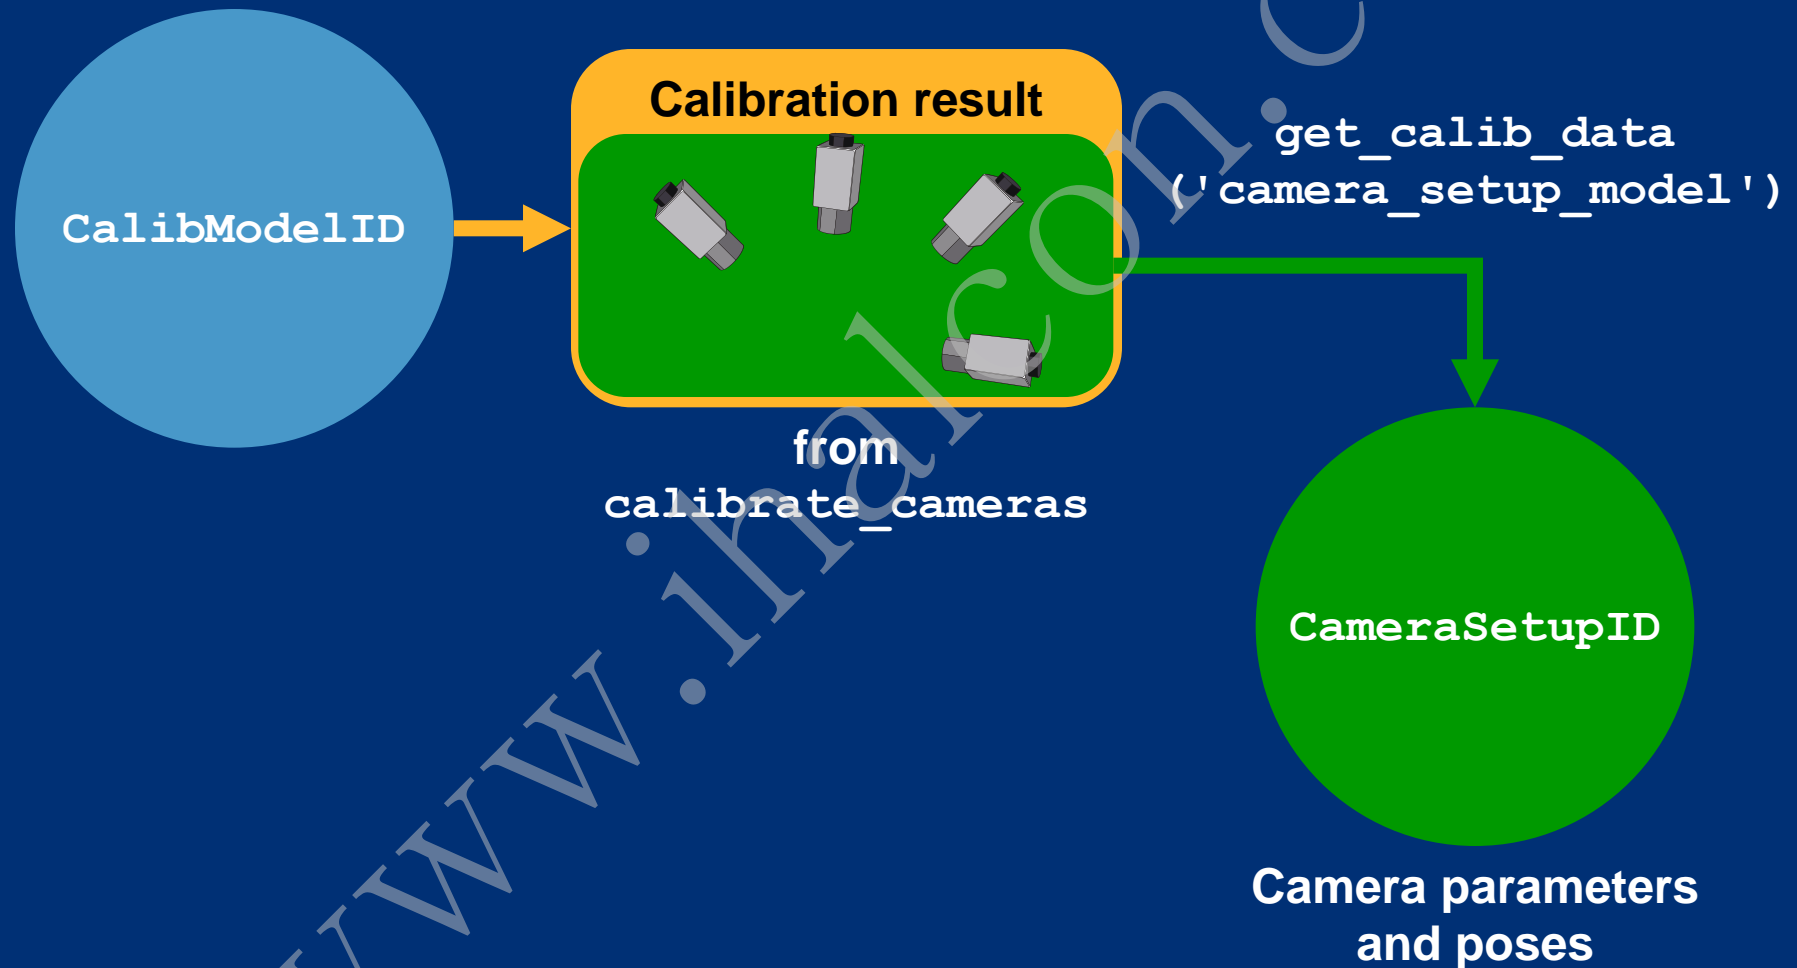 Calibration result
CalibModelID
get_calib_data
('camera_setup_model')
from
calibrate_cameras
CameraSetupID
Camera parameters
and poses
www.ihalcon.c